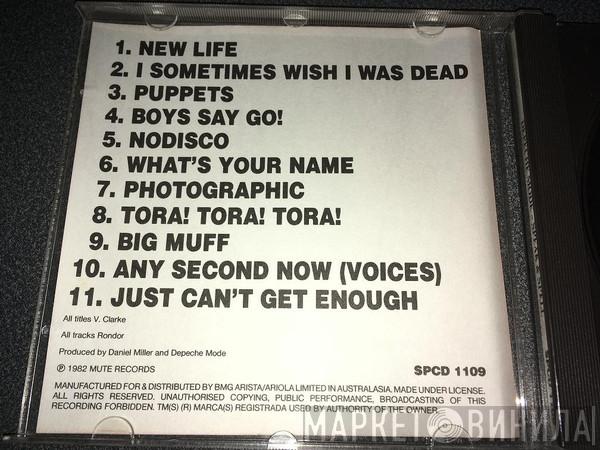 1. NEW LIFE
2. I SOMETIMES WISH I WAS DEAD
3. PUPPETS
4. BOYS SAY GO!
5. NODISCO
6. WHAT'S YOUR NAME
7. PHOTOGRAPHIC
8. TORA! TORA! TORA!
9. BIG MUFF
10. ANY SECOND NOW (VOICES)
11. JUST CAN'T GET ENOUGH
All titles V. Clarke
All tracks Rondor
Produced by Daniel Miller and Depeche Mode
℗ 1982 MUTE RECORDS
SPCD 1109
MANUFACTURED FOR & DISTRIBUTED BY BMG ARISTA/ARIOLA LIMITED IN AUSTRALASIA, MADE UNDER LICENSE.
ALL RIGHTS RESERVED. UNAUTHORISED COPYING, PUBLIC PERFORMANCE, BROADCASTING OF THIS
RECORDING FORBIDDEN. TM(S) (R) MARCA(S) REGISTRADA USED BY AUTHORITY OF THE OWNER.
МАРКЕТ ВИНИЛА